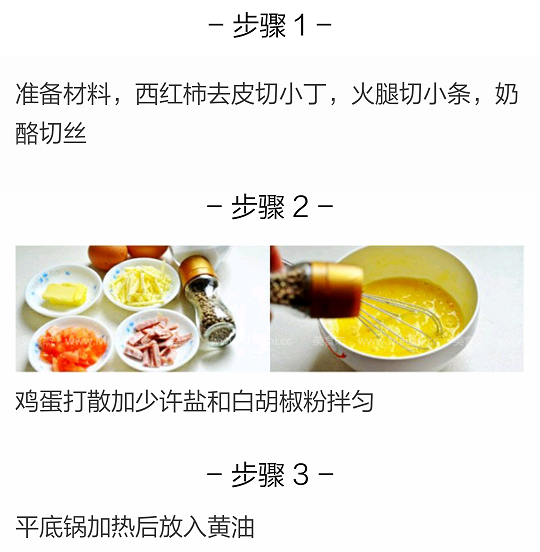 – 步骤 1 –
准备材料，西红柿去皮切小丁，火腿切小条，奶
酪切丝
– 步骤 2 –
鸡蛋打散加少许盐和白胡椒粉拌匀
– 步骤 3 –
平底锅加热后放入黄油